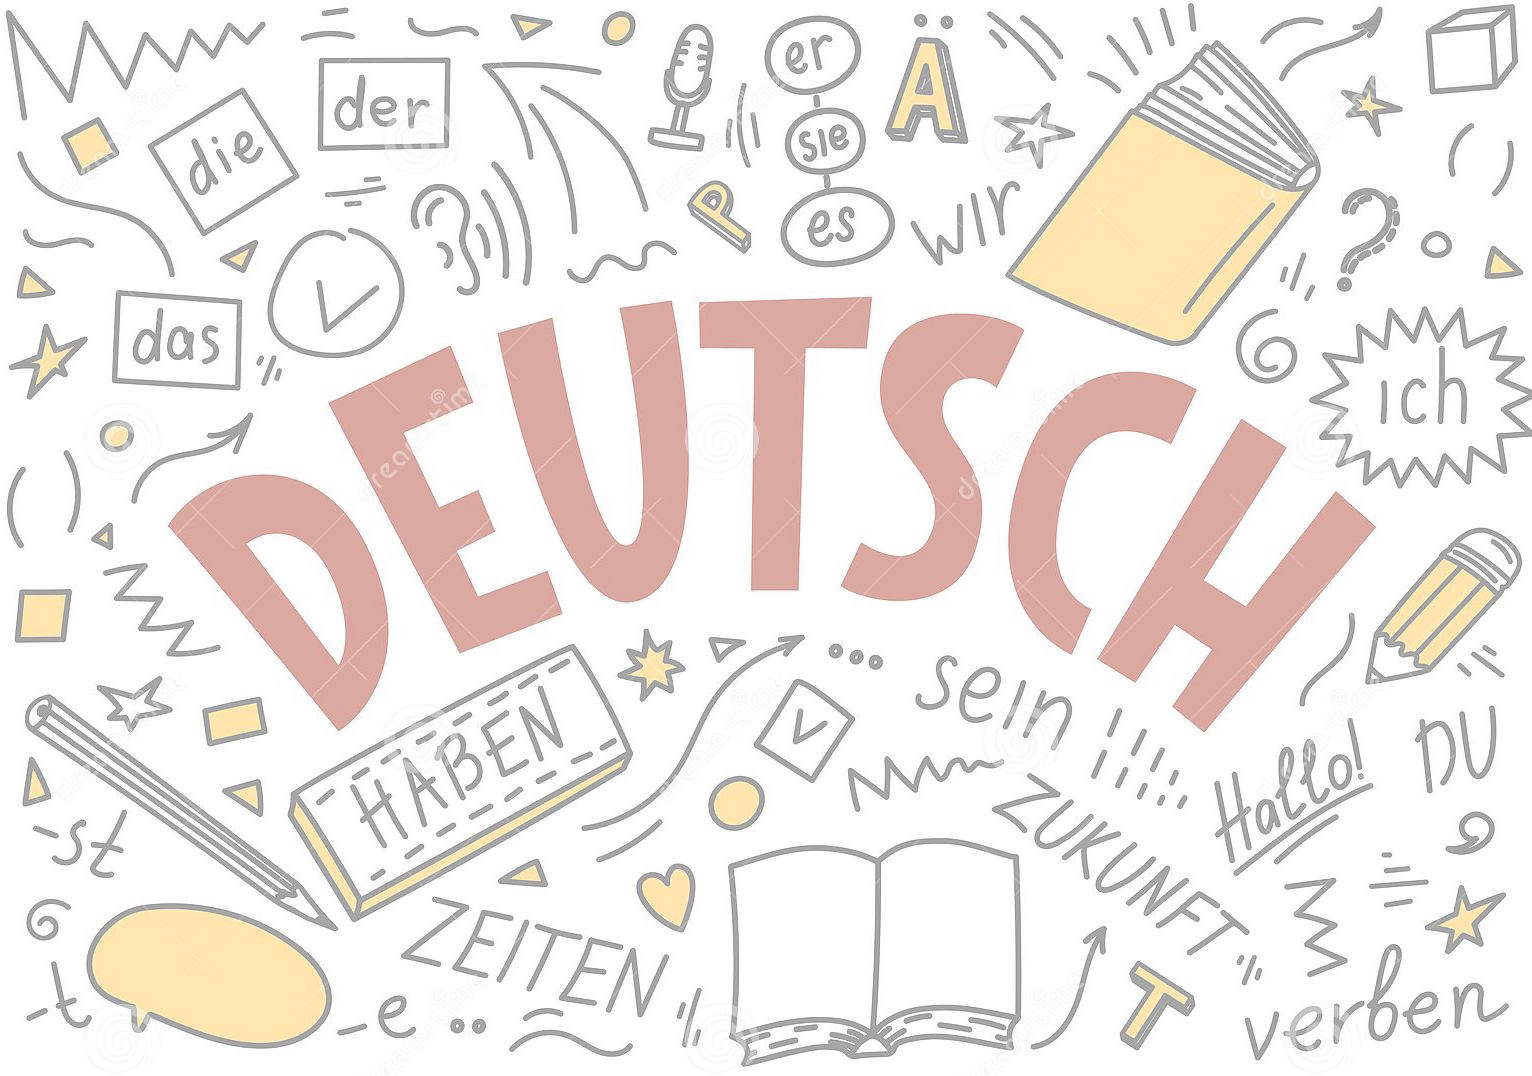 er
Ä
der
sie
die
P
es
wir
das
ich
DEUTSCH
sein
HABEN
Hallo!
DU
ZUKUNFT
-st
ZEITEN
-t
-e
T
verben